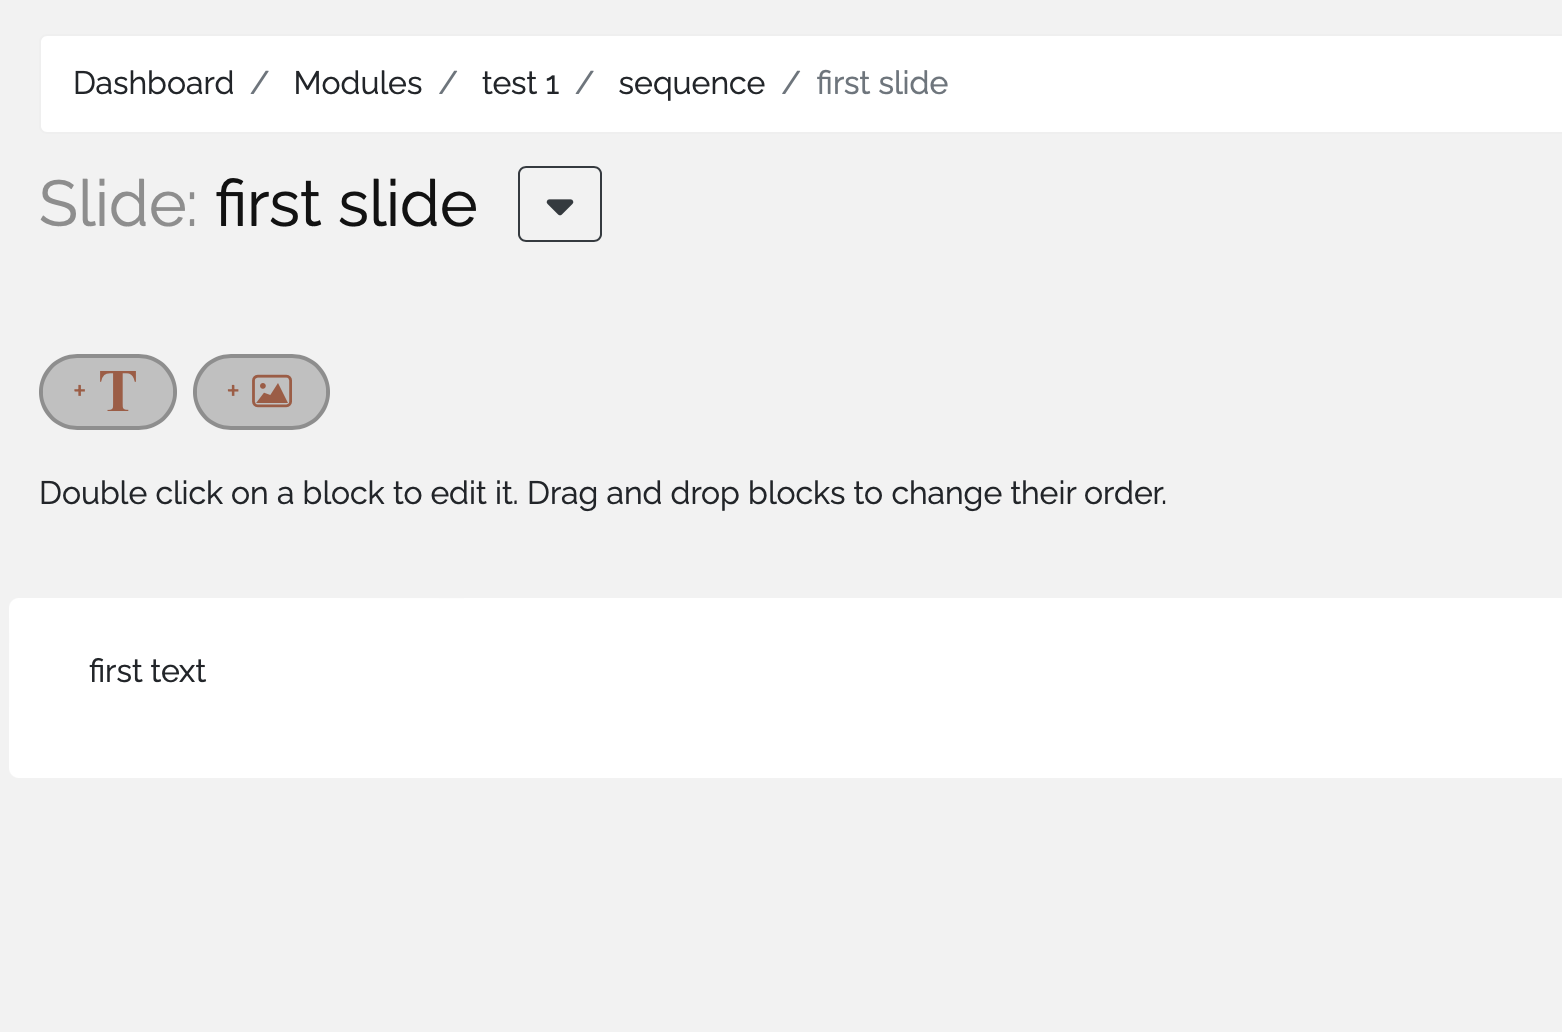 Dashboard / Modules / test 1 / sequence / first slide
Slide: first slide
+ T +
Double click on a block to edit it. Drag and drop blocks to change their order.
first text